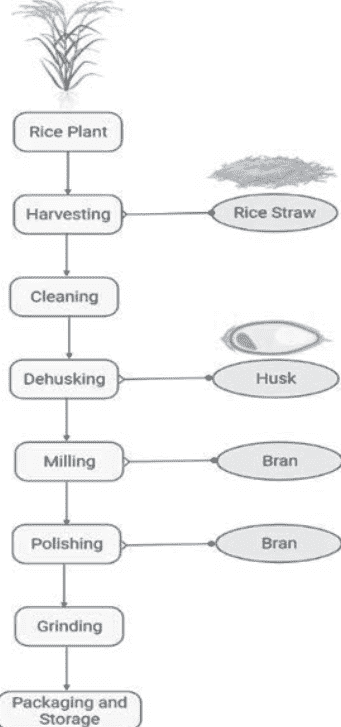 Rice Plant
Harvesting
Rice Straw
Cleaning
Dehusking
Husk
Milling
Bran
Polishing
Bran
Grinding
Packaging and
Storage